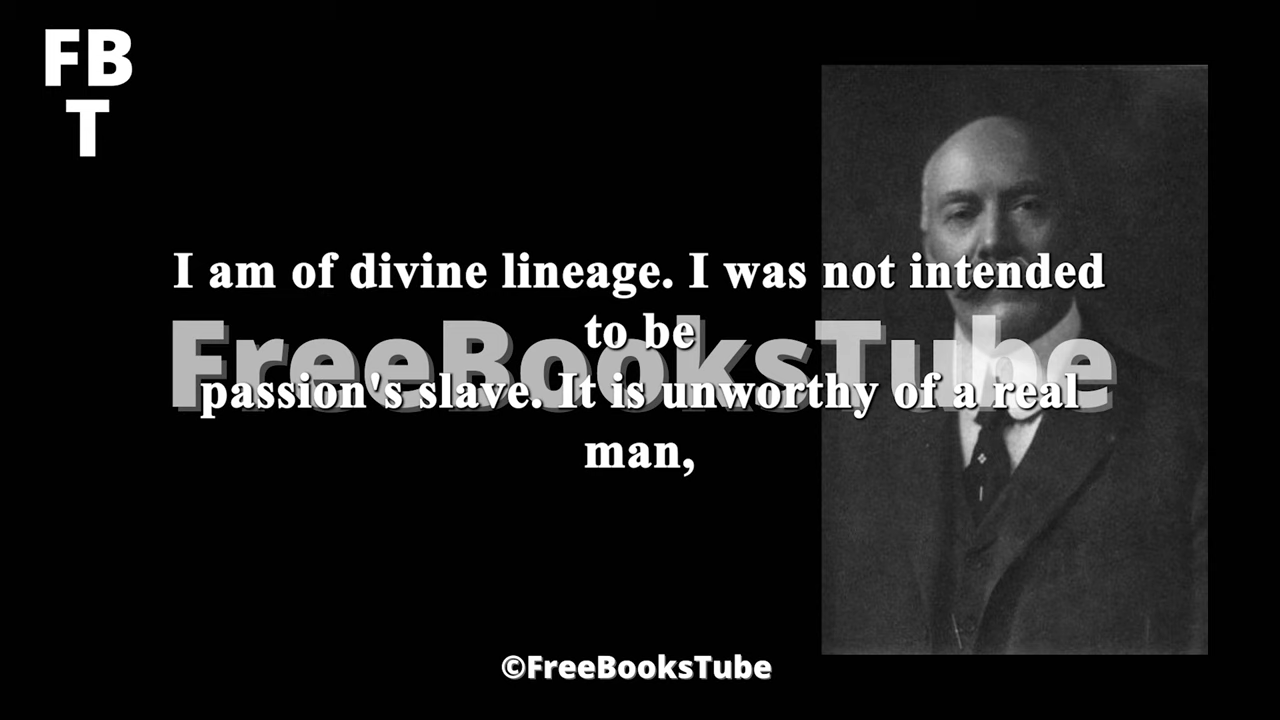 FB
T
I am of divine lineage. I was not intended
to be
FreeBooksTube
passion's slave. It is unworthy of a real
man,
©FreeBooksTube